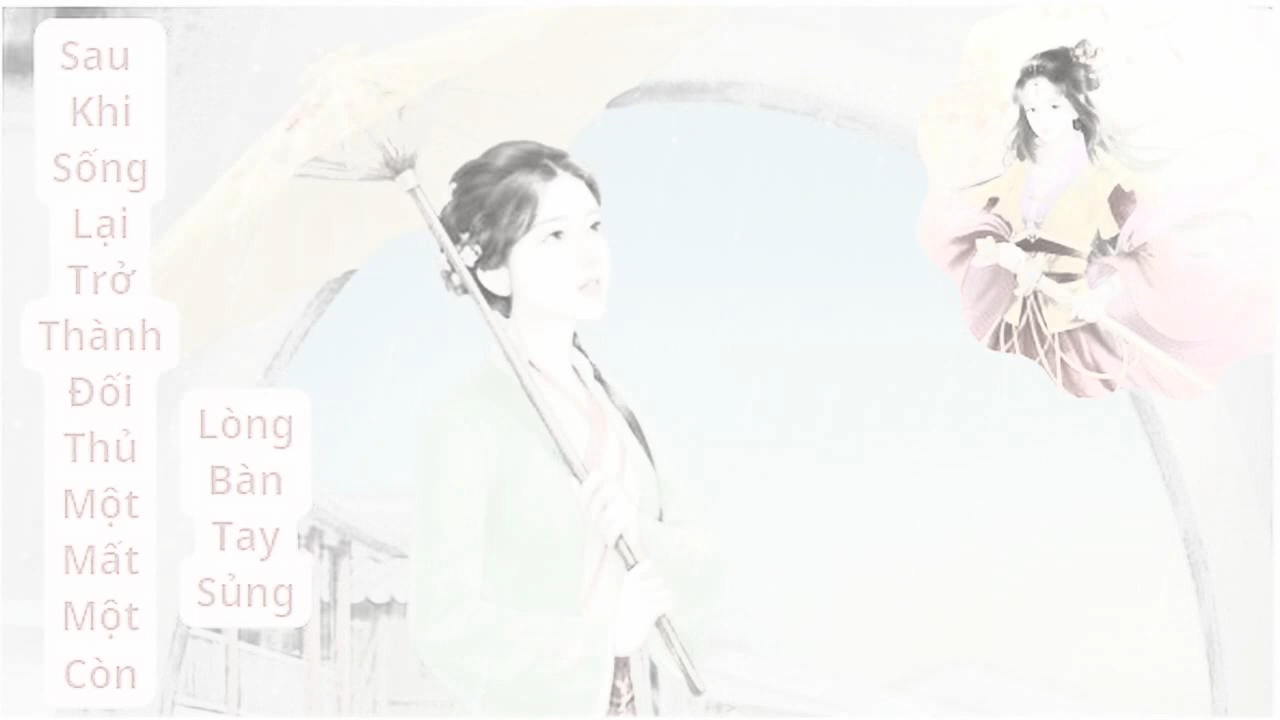 Sau
Khi
Sống
Lại
Trở
Thành
Đối
Thủ
Một
Mất
Một
Còn
Lòng
Bàn
Tay
Sủng